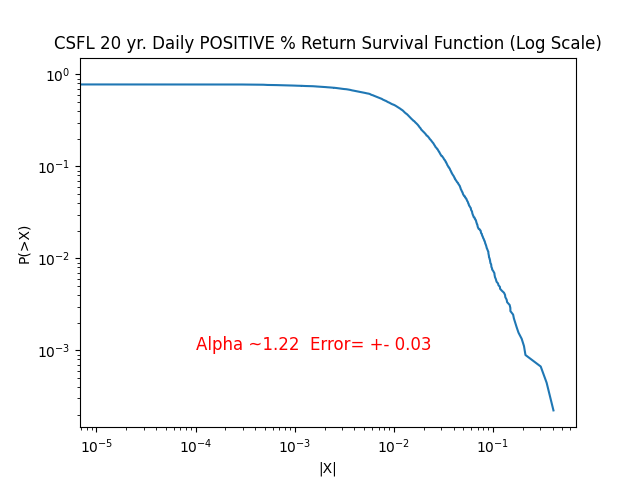 CSFL 20 yr. Daily POSITIVE % Return Survival Function (Log Scale)
10⁰
10⁻¹
10⁻²
10⁻³
P(>X)
Alpha ~1.22  Error= +- 0.03
10⁻⁵ 10⁻⁴ 10⁻³ 10⁻² 10⁻¹
|X|